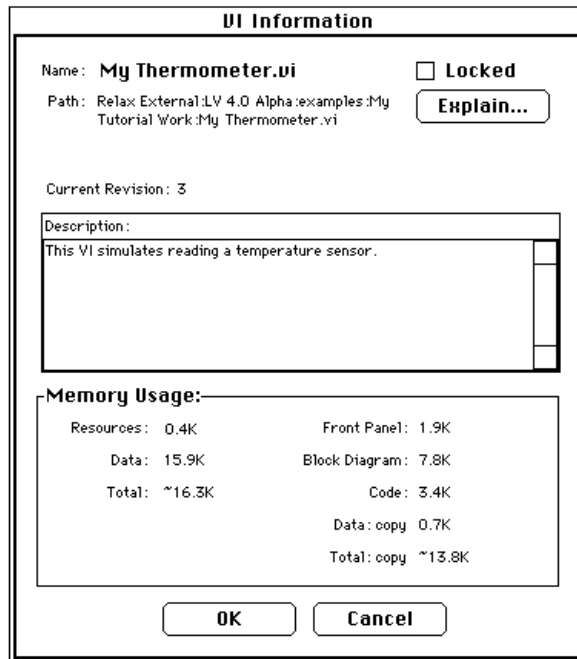 VI Information
Name: My Thermometer.vi
Locked
Path: Relax External:LV 4.0 Alpha:examples:My
Tutorial Work:My Thermometer.vi
Explain...
Current Revision: 3
Description:
This VI simulates reading a temperature sensor.
Memory Usage:
Resources: 0.4K
Front Panel: 1.9K
Data: 15.9K
Block Diagram: 7.8K
Total: ~16.3K
Code: 3.4K
Data:copy 0.7K
Total:copy ~13.8K
OK
Cancel